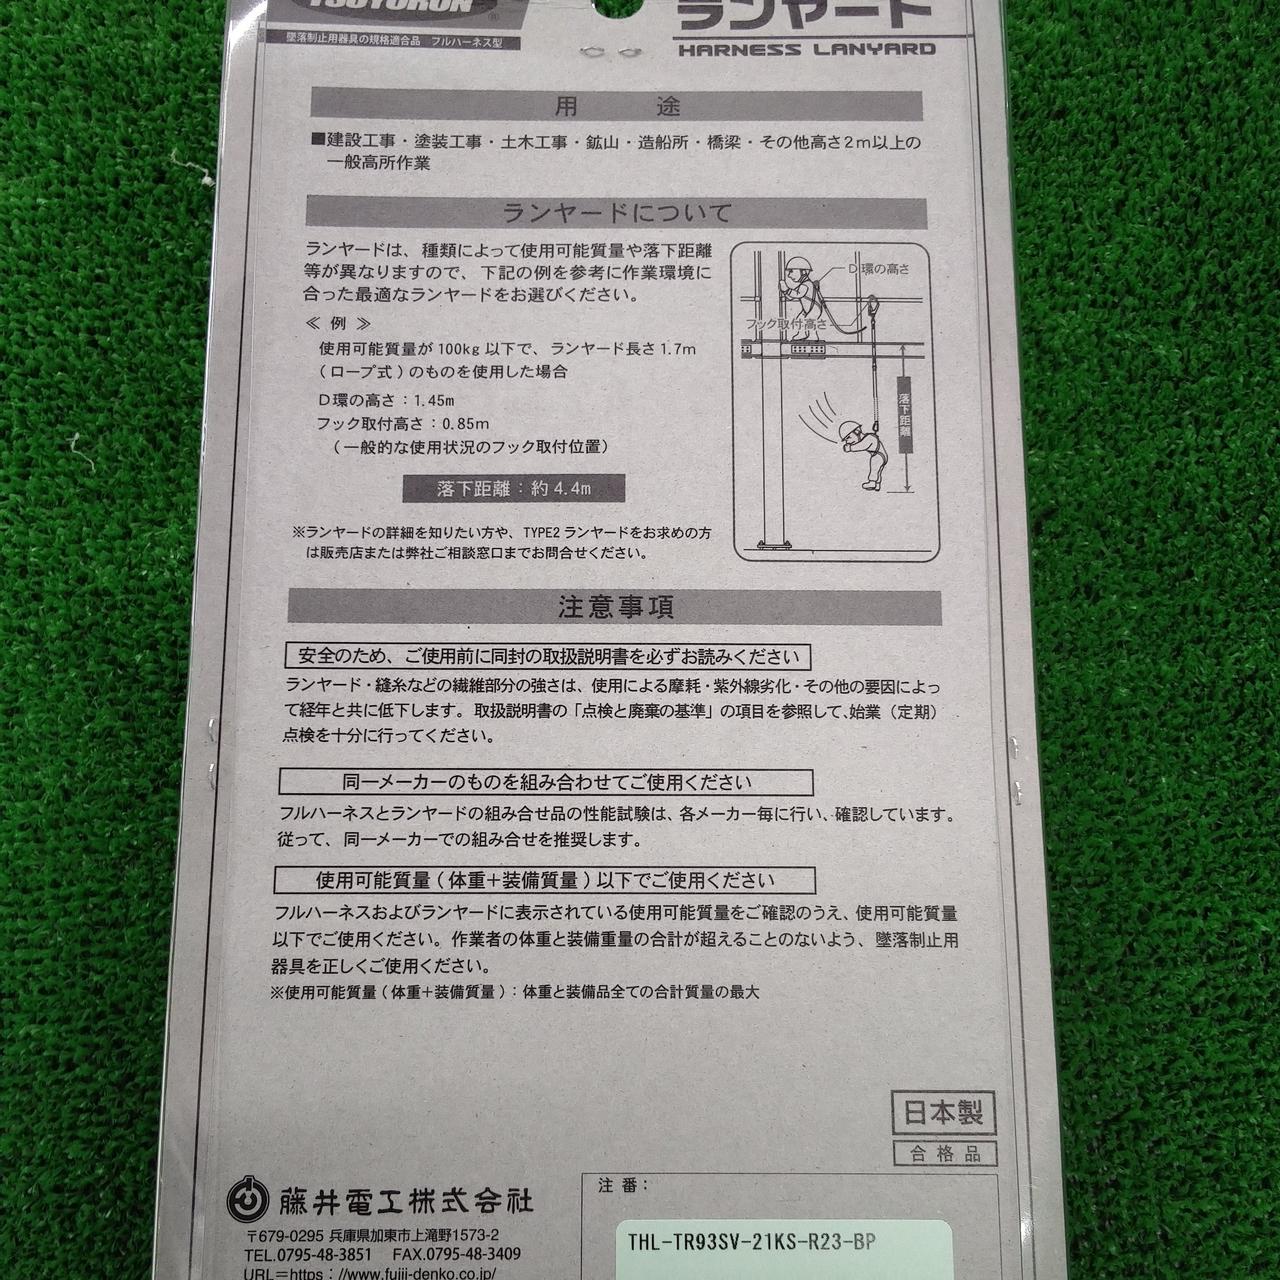 TSUYORON
ランヤード
墜落制止用器具の規格適合品 フルハーネス型
HARNESS LANYARD
用 途
■建設工事・塗装工事・土木工事・鉱山・造船所・橋梁・その他高さ2m以上の
一般高所作業
ランヤードについて
ランヤードは、種類によって使用可能質量や落下距離
等が異なりますので、下記の例を参考に作業環境に
合った最適なランヤードをお選びください。
≪ 例 ≫
使用可能質量が100kg以下で、ランヤード長さ1.7m
(ロープ式)のものを使用した場合
D環の高さ:1.45m
フック取付高さ:0.85m
(一般的な使用状況のフック取付位置)
落下距離:約4.4m
D環の高さ
フック取付高さ
落下距離
※ランヤードの詳細を知りたい方や、TYPE2ランヤードをお求めの方
は販売店または弊社ご相談窓口までお問合せください。
注意事項
安全のため、ご使用前に同封の取扱説明書を必ずお読みください
ランヤード・縫糸などの繊維部分の強さは、使用による摩耗・紫外線劣化・その他の要因によっ
て経年と共に低下します。取扱説明書の「点検と廃棄の基準」の項目を参照して、始業(定期)
点検を十分に行ってください。
同一メーカーのものを組み合わせてご使用ください
フルハーネスとランヤードの組み合せ品の性能試験は、各メーカー毎に行い、確認しています。
従って、同一メーカーでの組み合せを推奨します。
使用可能質量(体重+装備質量)以下でご使用ください
フルハーネスおよびランヤードに表示されている使用可能質量をご確認のうえ、使用可能質量
以下でご使用ください。作業者の体重と装備重量の合計が超えることのないよう、墜落制止用
器具を正しくご使用ください。
※使用可能質量(体重+装備質量):体重と装備品全ての合計質量の最大
日本製
合格品
藤井電工株式会社
〒679-0295 兵庫県加東市上滝野1573-2
TEL.0795-48-3851 FAX.0795-48-3409
URL=https://www.fujii-denko.co.jp/
注番:
THL-TR93SV-21KS-R23-BP